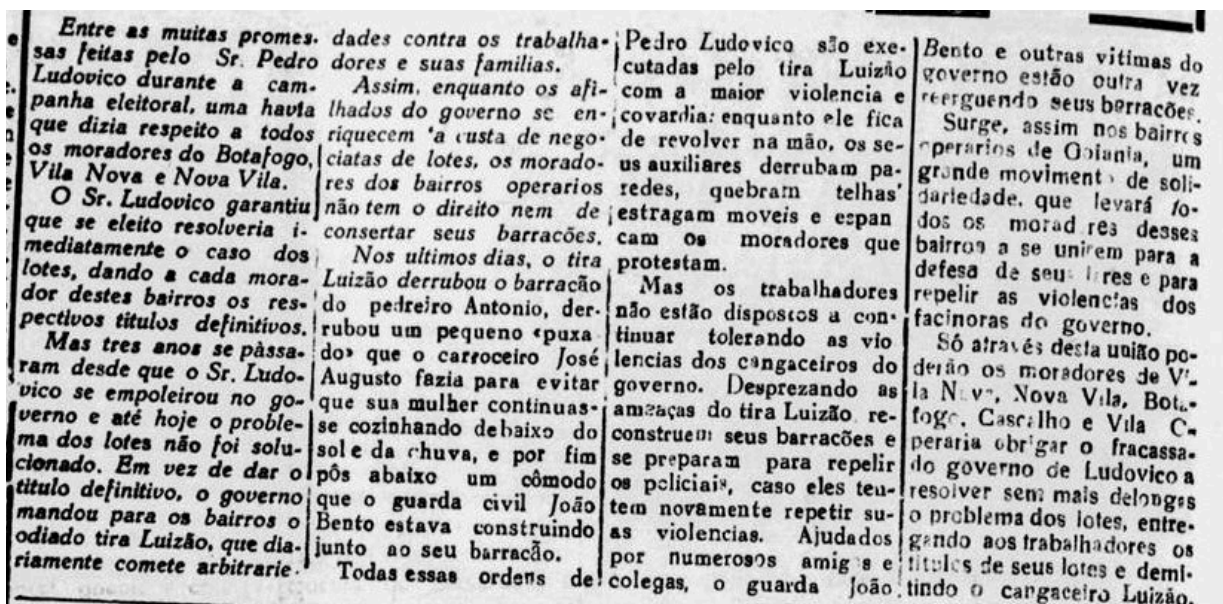 Entre as muitas promes-
sas feitas pelo Sr. Pedro
Ludovico durante a cam-
panha eleitoral, uma havia
que dizia respeito a todos
os moradores do Botafogo,
Vila Nova e Nova Vila.
O Sr. Ludovico garantiu
que se eleito resolveria i-
mediatamente o caso dos
lotes, dando a cada mora-
dor destes bairros os res-
pectivos titulos definitivos.
Mas tres anos se pàssa-
ram desde que o Sr. Ludo-
vico se empoleirou no go-
verno e até hoje o proble-
ma dos lotes não foi solu-
cionado. Em vez de dar o
titulo definitivo, o governo
mandou para os bairros o
odiado tira Luizão, que dia-
riamente comete arbitrarie-
dades contra os trabalha-
dores e suas familias.
Assim, enquanto os afi-
lhados do governo se en-
riquecem 'a custa de nego-
ciatas de lotes, os morado-
res dos bairros operarios
não tem o direito nem de
consertar seus barracões.
Nos ultimos dias, o tira
Luizão derrubou o barracão
do pedreiro Antonio, der-
rubou um pequeno «puxa
do» que o carroceiro José
Augusto fazia para evitar
que sua mulher continuas-
se cozinhando debaixo do
sol e da chuva, e por fim
pôs abaixo um cômodo
que o guarda civil João
Bento estava construindo
junto ao seu barracão.
Todas essas ordens de
Pedro Ludovico são exe-
cutadas pelo tira Luizão
com a maior violencia e
covardia: enquanto ele fica
de revolver na mão, os se-
us auxiliares derrubam pa-
redes, quebram telhas'
estragam moveis e espan
cam os moradores que
protestam.
Mas os trabalhadores
não estão dispostos a con-
tinuar tolerando as vio
lencias dos cangaceiros do
governo. Desprezando as
ameaças do tira Luizão, re-
construem seus barracões e
se preparam para repelir
os policiais, caso eles ten-
tem novamente repetir su-
as violencias. Ajudados
por numerosos amigos e
colegas, o guarda João
Bento e outras vitimas do
governo estão outra vez
reerguendo seus barracões.
Surge, assim nos bairros
operarios de Goiania, um
grande movimento de soli-
dariedade, que levará to-
dos os moradores desses
bairros a se unirem para a
defesa de seus lares e para
repelir as violencias dos
facinoras do governo.
Só através desta união po-
derão os moradores de Vi-
la Nova, Nova Vila, Bota-
fogo, Cascalho e Vila O-
peraria obrigar o fracassa-
do governo de Ludovico a
resolver sem mais delongas
o problema dos lotes, entre-
gando aos trabalhadores os
titulos de seus lotes e demi-
tindo o cangaceiro Luizão.